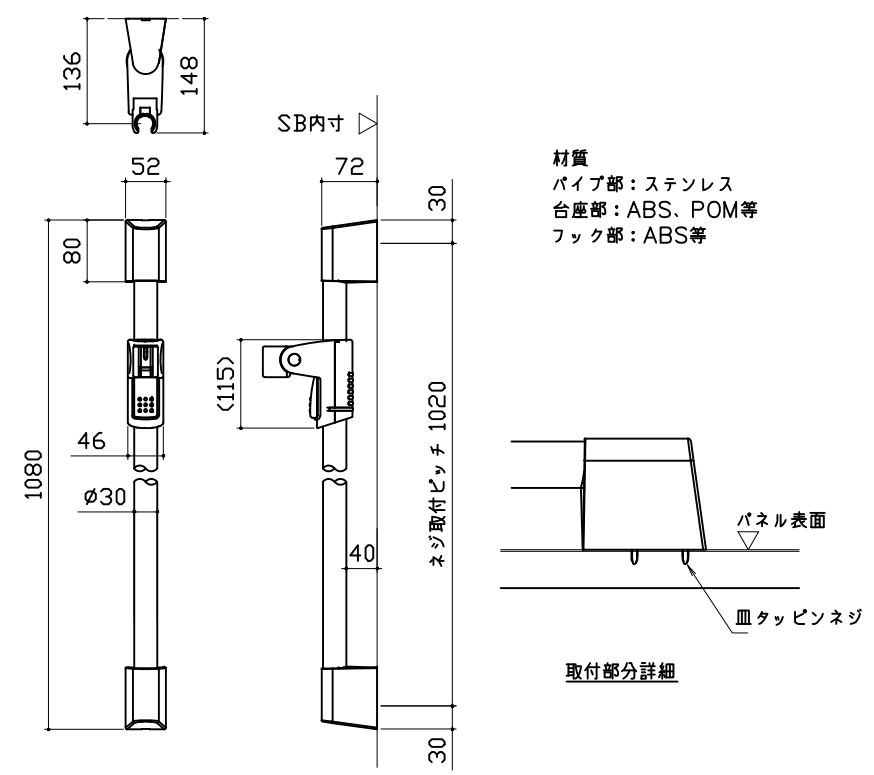 136
148
SB内寸
52
72
30
80
材質
パイプ部：ステンレス
台座部：ABS、POM等
フック部：ABS等
(115)
46
1080
φ30
ネジ取付ピッチ 1020
40
30
パネル表面
皿タッピンネジ
取付部分詳細